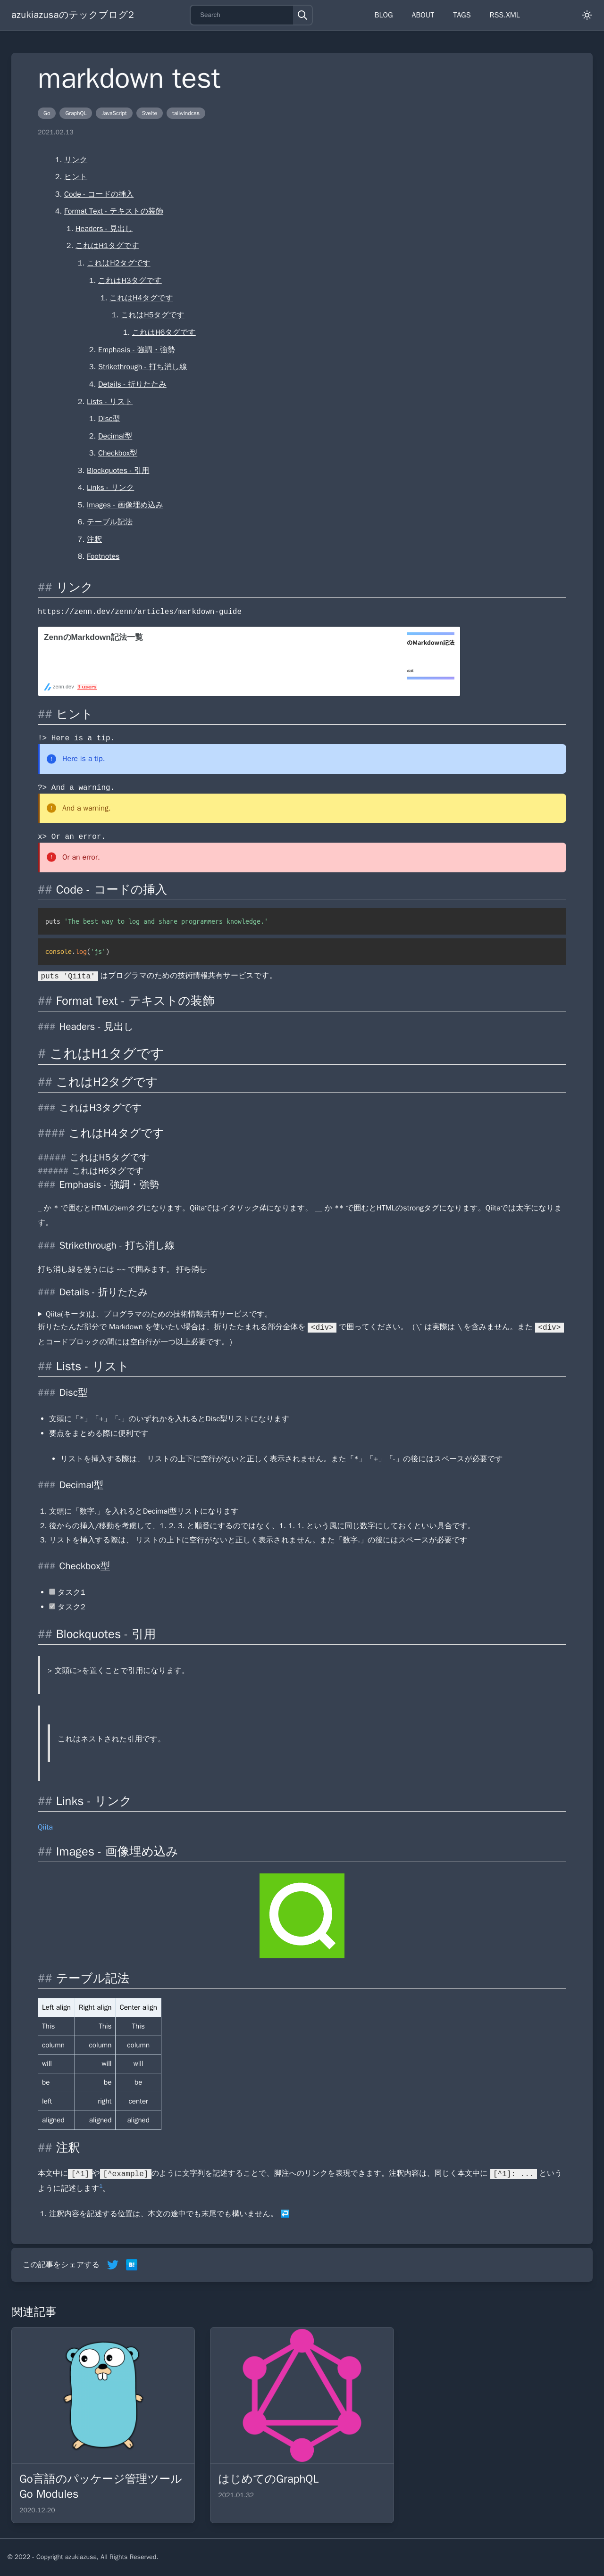 azukiazusaのテックブログ2
Search
BLOG
ABOUT
TAGS
RSS.XML
markdown test
Go
GraphQL
JavaScript
Svelte
tailwindcss
2021.02.13
1. リンク
2. ヒント
3. Code - コードの挿入
4. Format Text - テキストの装飾
1. Headers - 見出し
2. これはH1タグです
1. これはH2タグです
1. これはH3タグです
1. これはH4タグです
1. これはH5タグです
1. これはH6タグです
2. Emphasis - 強調・強勢
3. Strikethrough - 打ち消し線
4. Details - 折りたたみ
2. Lists - リスト
1. Disc型
2. Decimal型
3. Checkbox型
3. Blockquotes - 引用
4. Links - リンク
5. Images - 画像埋め込み
6. テーブル記法
7. 注釈
8. Footnotes
## リンク
https://zenn.dev/zenn/articles/markdown-guide
ZennのMarkdown記法一覧
のMarkdown記法
zenn.dev
## ヒント
!> Here is a tip.
Here is a tip.
?> And a warning.
And a warning.
x> Or an error.
Or an error.
## Code - コードの挿入
puts 'The best way to log and share programmers knowledge.'
console.log('js')
puts 'Qiita' はプログラマのための技術情報共有サービスです。
## Format Text - テキストの装飾
### Headers - 見出し
# これはH1タグです
## これはH2タグです
### これはH3タグです
#### これはH4タグです
##### これはH5タグです
###### これはH6タグです
### Emphasis - 強調・強勢
_ か * で囲むとHTMLのemタグになります。Qiitaではイタリック体になります。 __ か ** で囲むとHTMLのstrongタグになります。Qiitaでは太字になりま
す。
### Strikethrough - 打ち消し線
打ち消し線を使うには ~~ で囲みます。 打ち消し
### Details - 折りたたみ
Qiita(キータ)は、プログラマのための技術情報共有サービスです。
折りたたんだ部分で Markdown を使いたい場合は、折りたたまれる部分全体を <div> で囲ってください。（\` は実際は \ を含みません。また <div>
とコードブロックの間には空白行が一つ以上必要です。）
## Lists - リスト
### Disc型
• 文頭に「*」「+」「-」のいずれかを入れるとDisc型リストになります
• 要点をまとめる際に便利です
• リストを挿入する際は、 リストの上下に空行がないと正しく表示されません。また「*」「+」「-」の後にはスペースが必要です
### Decimal型
1. 文頭に「数字.」を入れるとDecimal型リストになります
2. 後からの挿入/移動を考慮して、1. 2. 3. と順番にするのではなく、1. 1. 1. という風に同じ数字にしておくといい具合です。
3. リストを挿入する際は、 リストの上下に空行がないと正しく表示されません。また「数字.」の後にはスペースが必要です
### Checkbox型
• タスク1
• タスク2
## Blockquotes - 引用
> 文頭に>を置くことで引用になります。
これはネストされた引用です。
## Links - リンク
Qiita
## Images - 画像埋め込み
## テーブル記法
Left align Right align Center align
This This This
column column column
will will will
be be be
left right center
aligned aligned aligned
## 注釈
本文中に[^1]や[^example]のように文字列を記述することで、脚注へのリンクを表現できます。注釈内容は、同じく本文中に [^1]: ... という
ように記述します1。
1. 注釈内容を記述する位置は、本文の途中でも末尾でも構いません。
この記事をシェアする
B!
関連記事
Go言語のパッケージ管理ツール
Go Modules
2020.12.20
はじめてのGraphQL
2021.01.32
© 2022 - Copyright azukiazusa, All Rights Reserved.